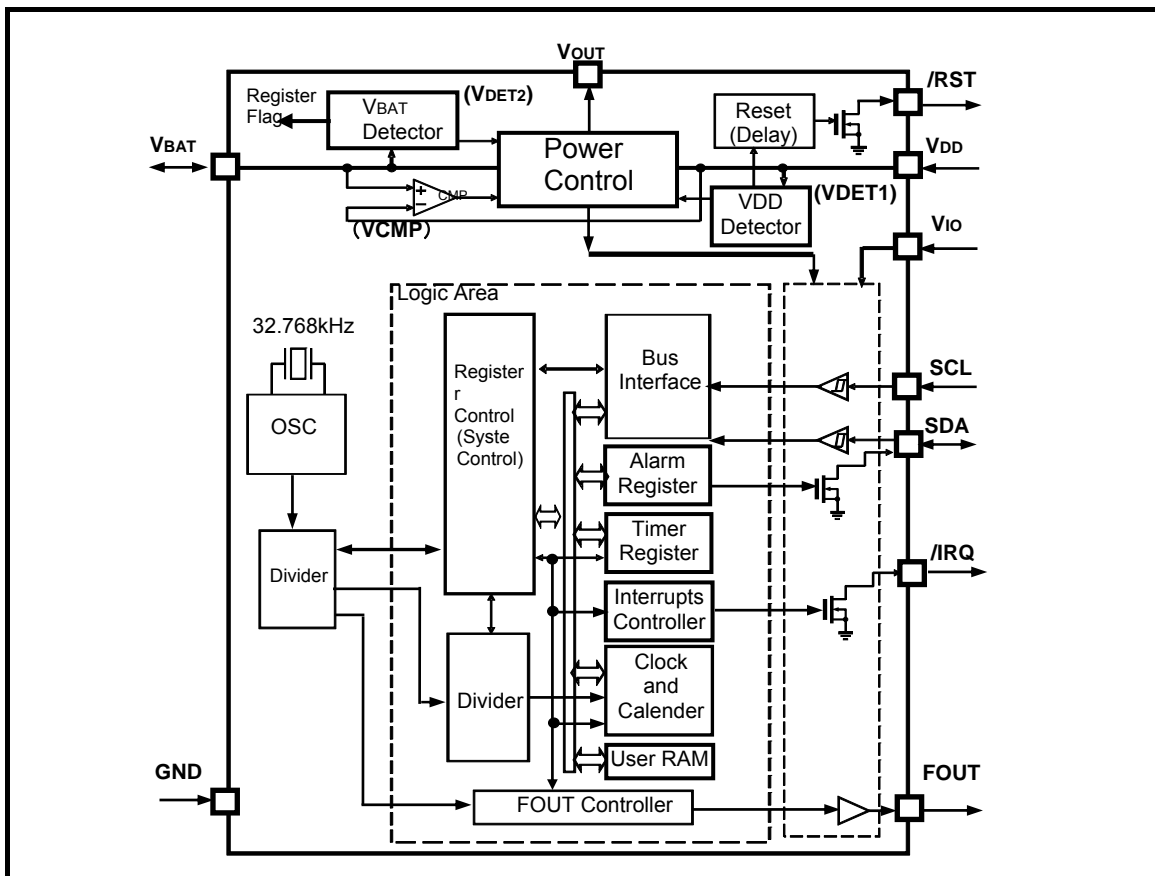 VOUT
/RST
Register
Flag
VBAT
Detector
(VDET2)
Reset
(Delay)
VBAT
Power
Control
VDD
CMP
+
−
(VCMP)
VDD
Detector
(VDET1)
VIO
Logic Area
32.768kHz
OSC
Register
r
Control
(Syste
Control)
Bus
Interface
SCL
SDA
Alarm
Register
Timer
Register
/IRQ
Divider
Interrupts
Controller
Divider
Clock
and
Calender
User RAM
GND
FOUT
FOUT Controller